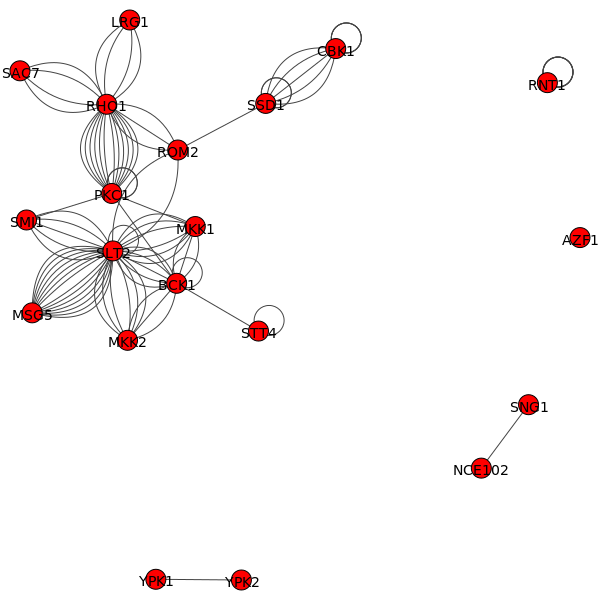 LRG1
CBK1
SAC7
RNT1
RHO1
SSD1
ROM2
PKC1
SMI1
MKK1
AZF1
SLT2
BCK1
MSG5
STT4
MKK2
SNG1
NCE102
YPK1
YPK2